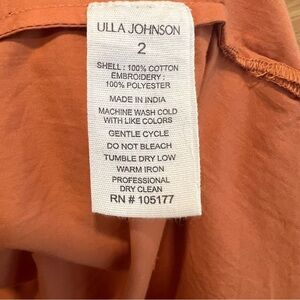 ULLA JOHNSON
2
SHELL : 100% COTTON
EMBROIDERY :
100% POLYESTER
MADE IN INDIA
MACHINE WASH COLD
WITH LIKE COLORS
GENTLE CYCLE
DO NOT BLEACH
TUMBLE DRY LOW
WARM IRON
PROFESSIONAL
DRY CLEAN
RN # 105177